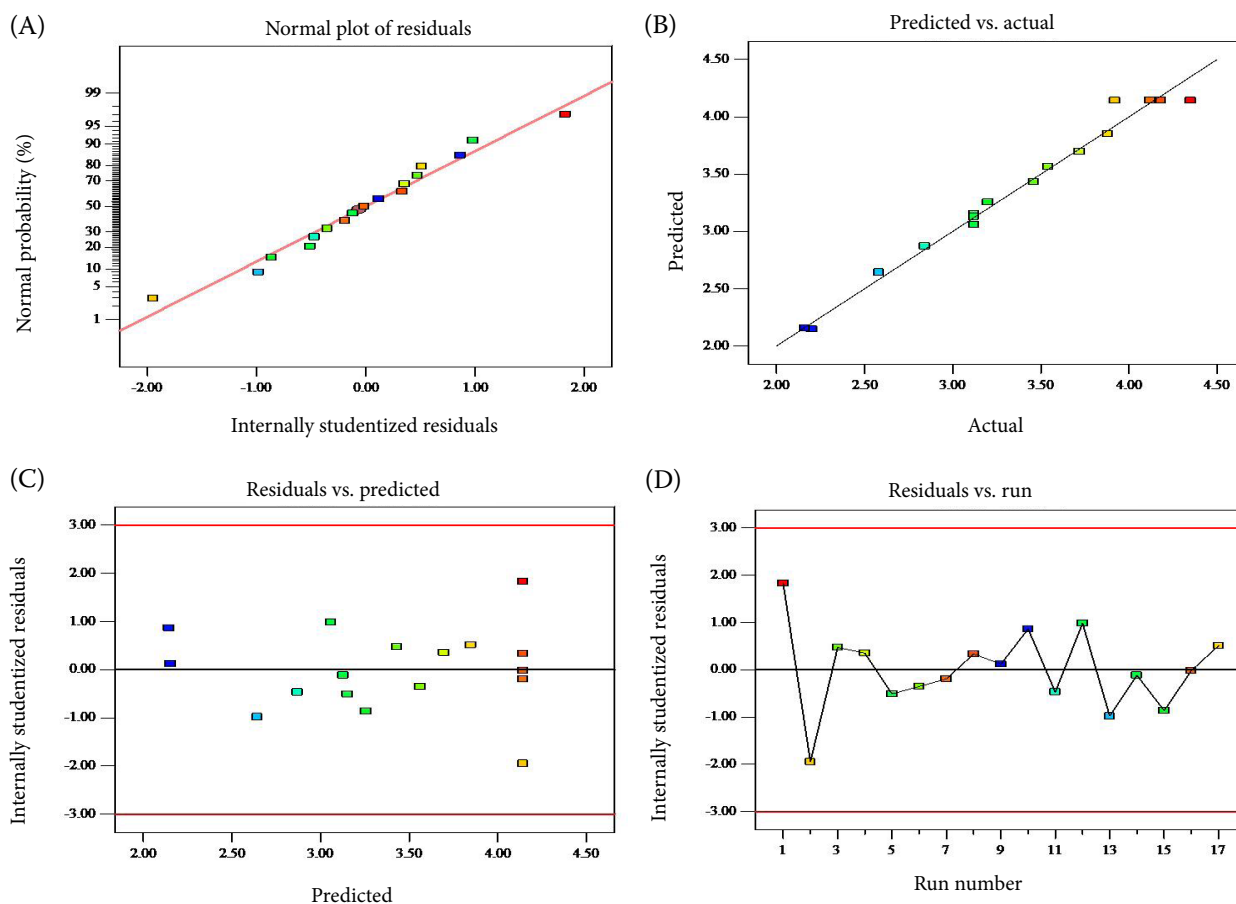 (A)
Normal plot of residuals
Normal probability (%)
99
95
90
80
70
50
30
20
10
5
1
-2.00 -1.00 0.00 1.00 2.00
Internally studentized residuals
(B)
Predicted vs. actual
Predicted
4.50
4.00
3.50
3.00
2.50
2.00
2.00 2.50 3.00 3.50 4.00 4.50
Actual
(C)
Residuals vs. predicted
Internally studentized residuals
3.00
2.00
1.00
0.00
-1.00
-2.00
-3.00
2.00 2.50 3.00 3.50 4.00 4.50
Predicted
(D)
Residuals vs. run
Internally studentized residuals
3.00
2.00
1.00
0.00
-1.00
-2.00
-3.00
1 3 5 7 9 11 13 15 17
Run number